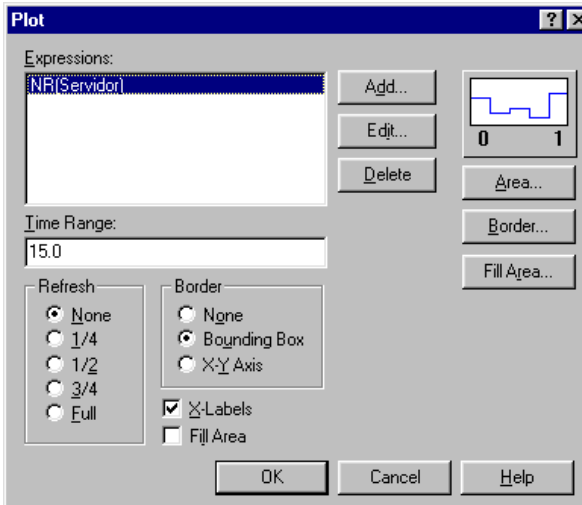 Plot
Expressions:
NR(Servidor)
Add...
Edit...
Delete
0 1
Area...
Border...
Fill Area...
Time Range:
15.0
Refresh
None
1/4
1/2
3/4
Full
Border
None
Bounding Box
X-Y Axis
X-Labels
Fill Area
OK Cancel Help